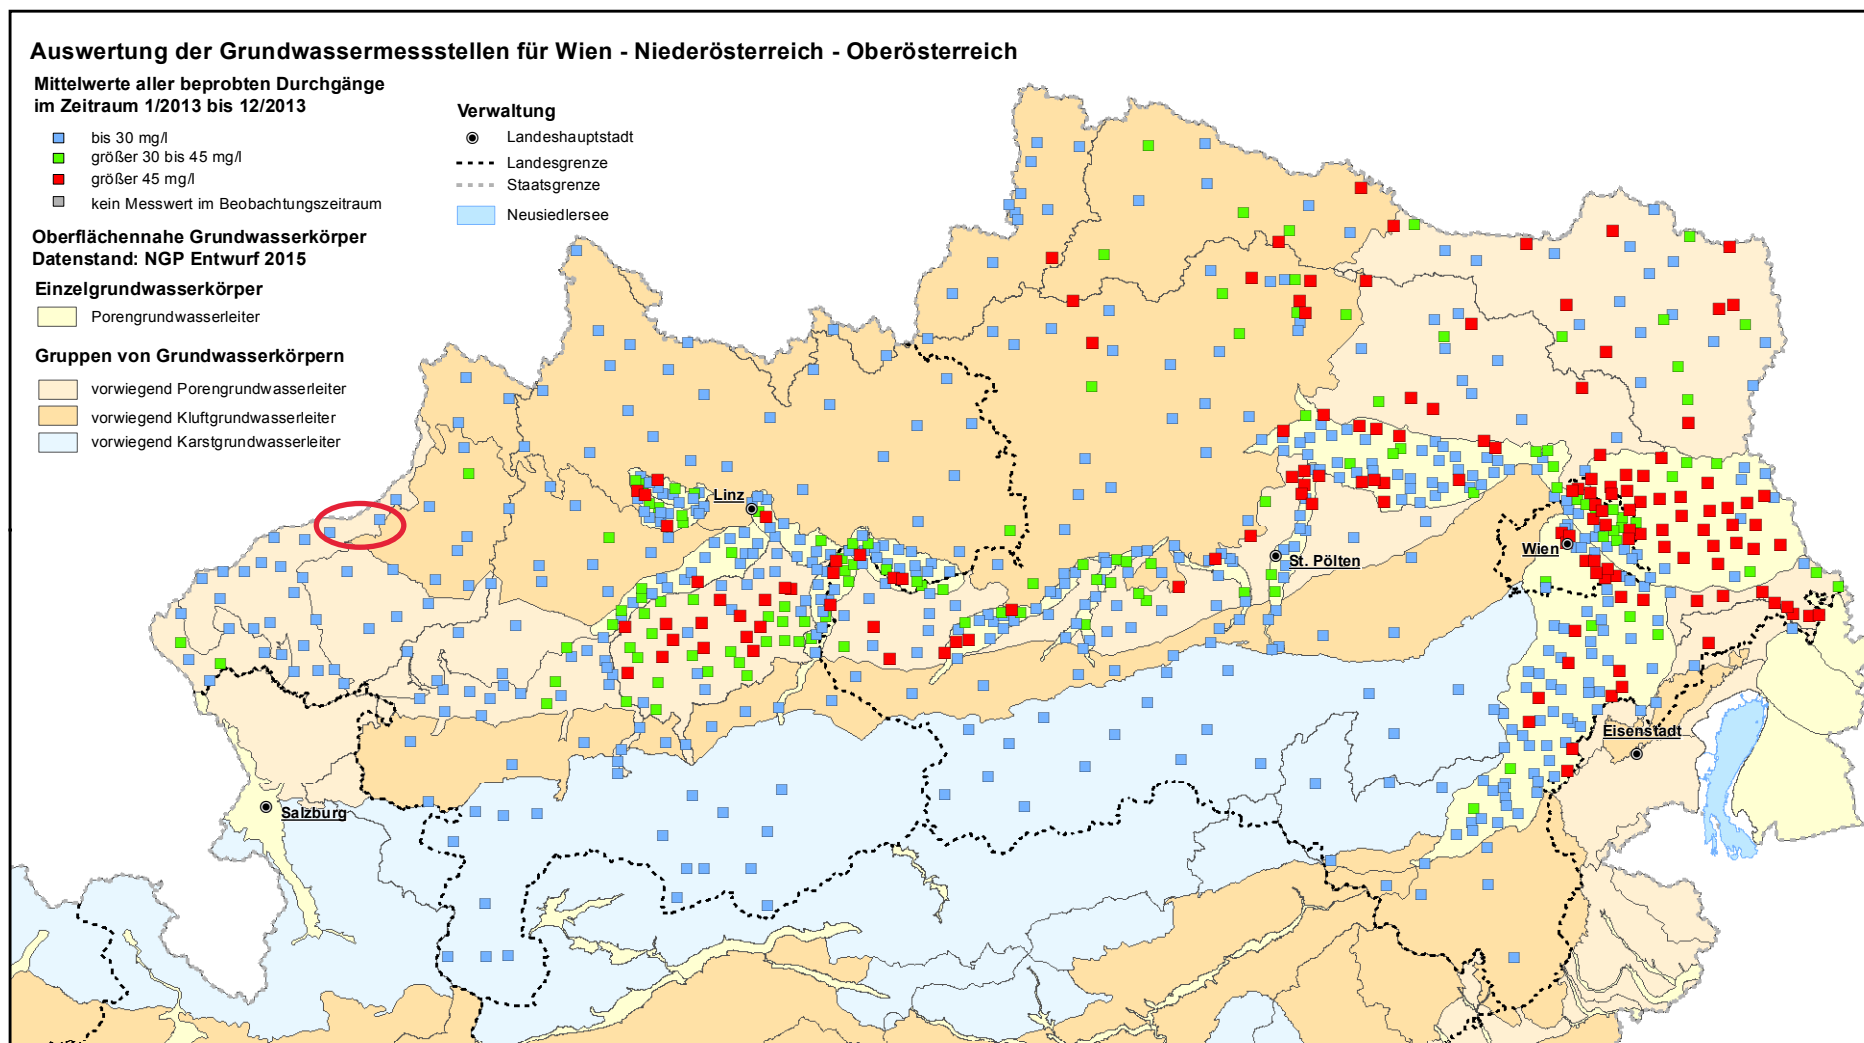 Auswertung der Grundwassermessstellen für Wien - Niederösterreich - Oberösterreich
Mittelwerte aller beprobten Durchgänge
im Zeitraum 1/2013 bis 12/2013
bis 30 mg/l
größer 30 bis 45 mg/l
größer 45 mg/l
kein Messwert im Beobachtungszeitraum
Oberflächennahe Grundwasserkörper
Datenstand: NGP Entwurf 2015
Einzelgrundwasserkörper
Porengrundwasserleiter
Gruppen von Grundwasserkörpern
vorwiegend Porengrundwasserleiter
vorwiegend Kluftgrundwasserleiter
vorwiegend Karstgrundwasserleiter
Verwaltung
Landeshauptstadt
Landesgrenze
Staatsgrenze
Neusiedlersee
Linz
Wien
St. Pölten
Eisenstadt
Salzburg